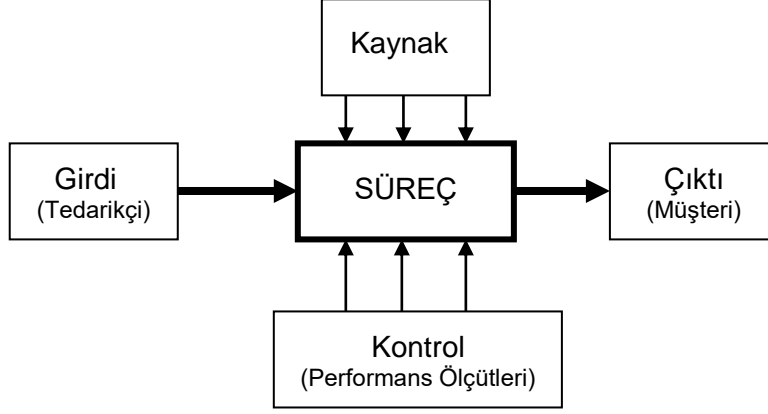 Kaynak
Girdi
(Tedarikçi)
SÜREÇ
Çıktı
(Müşteri)
Kontrol
(Performans Ölçütleri)